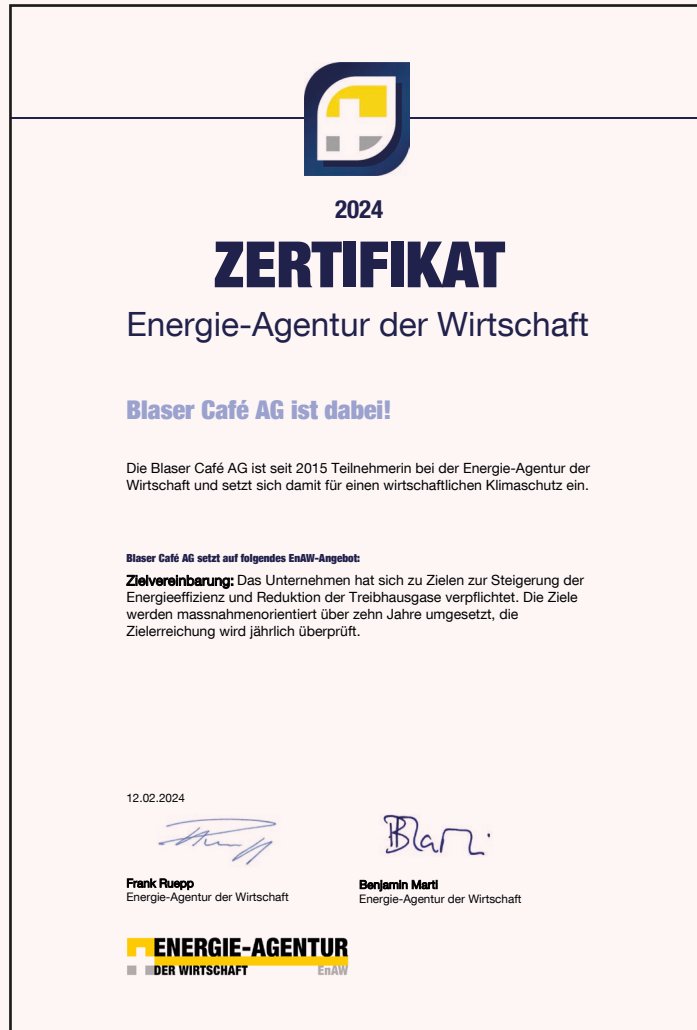 2024
ZERTIFIKAT
Energie-Agentur der Wirtschaft
Blaser Café AG ist dabei!
Die Blaser Café AG ist seit 2015 Teilnehmerin bei der Energie-Agentur der
Wirtschaft und setzt sich damit für einen wirtschaftlichen Klimaschutz ein.
Blaser Café AG setzt auf folgendes EnAW-Angebot:
Zielvereinbarung: Das Unternehmen hat sich zu Zielen zur Steigerung der
Energieeffizienz und Reduktion der Treibhausgase verpflichtet. Die Ziele
werden massnahmenorientiert über zehn Jahre umgesetzt, die
Zielerreichung wird jährlich überprüft.
12.02.2024
Frank Ruepp
Energie-Agentur der Wirtschaft
Benjamin Marti
Energie-Agentur der Wirtschaft
ENERGIE-AGENTUR
DER WIRTSCHAFT EnAW